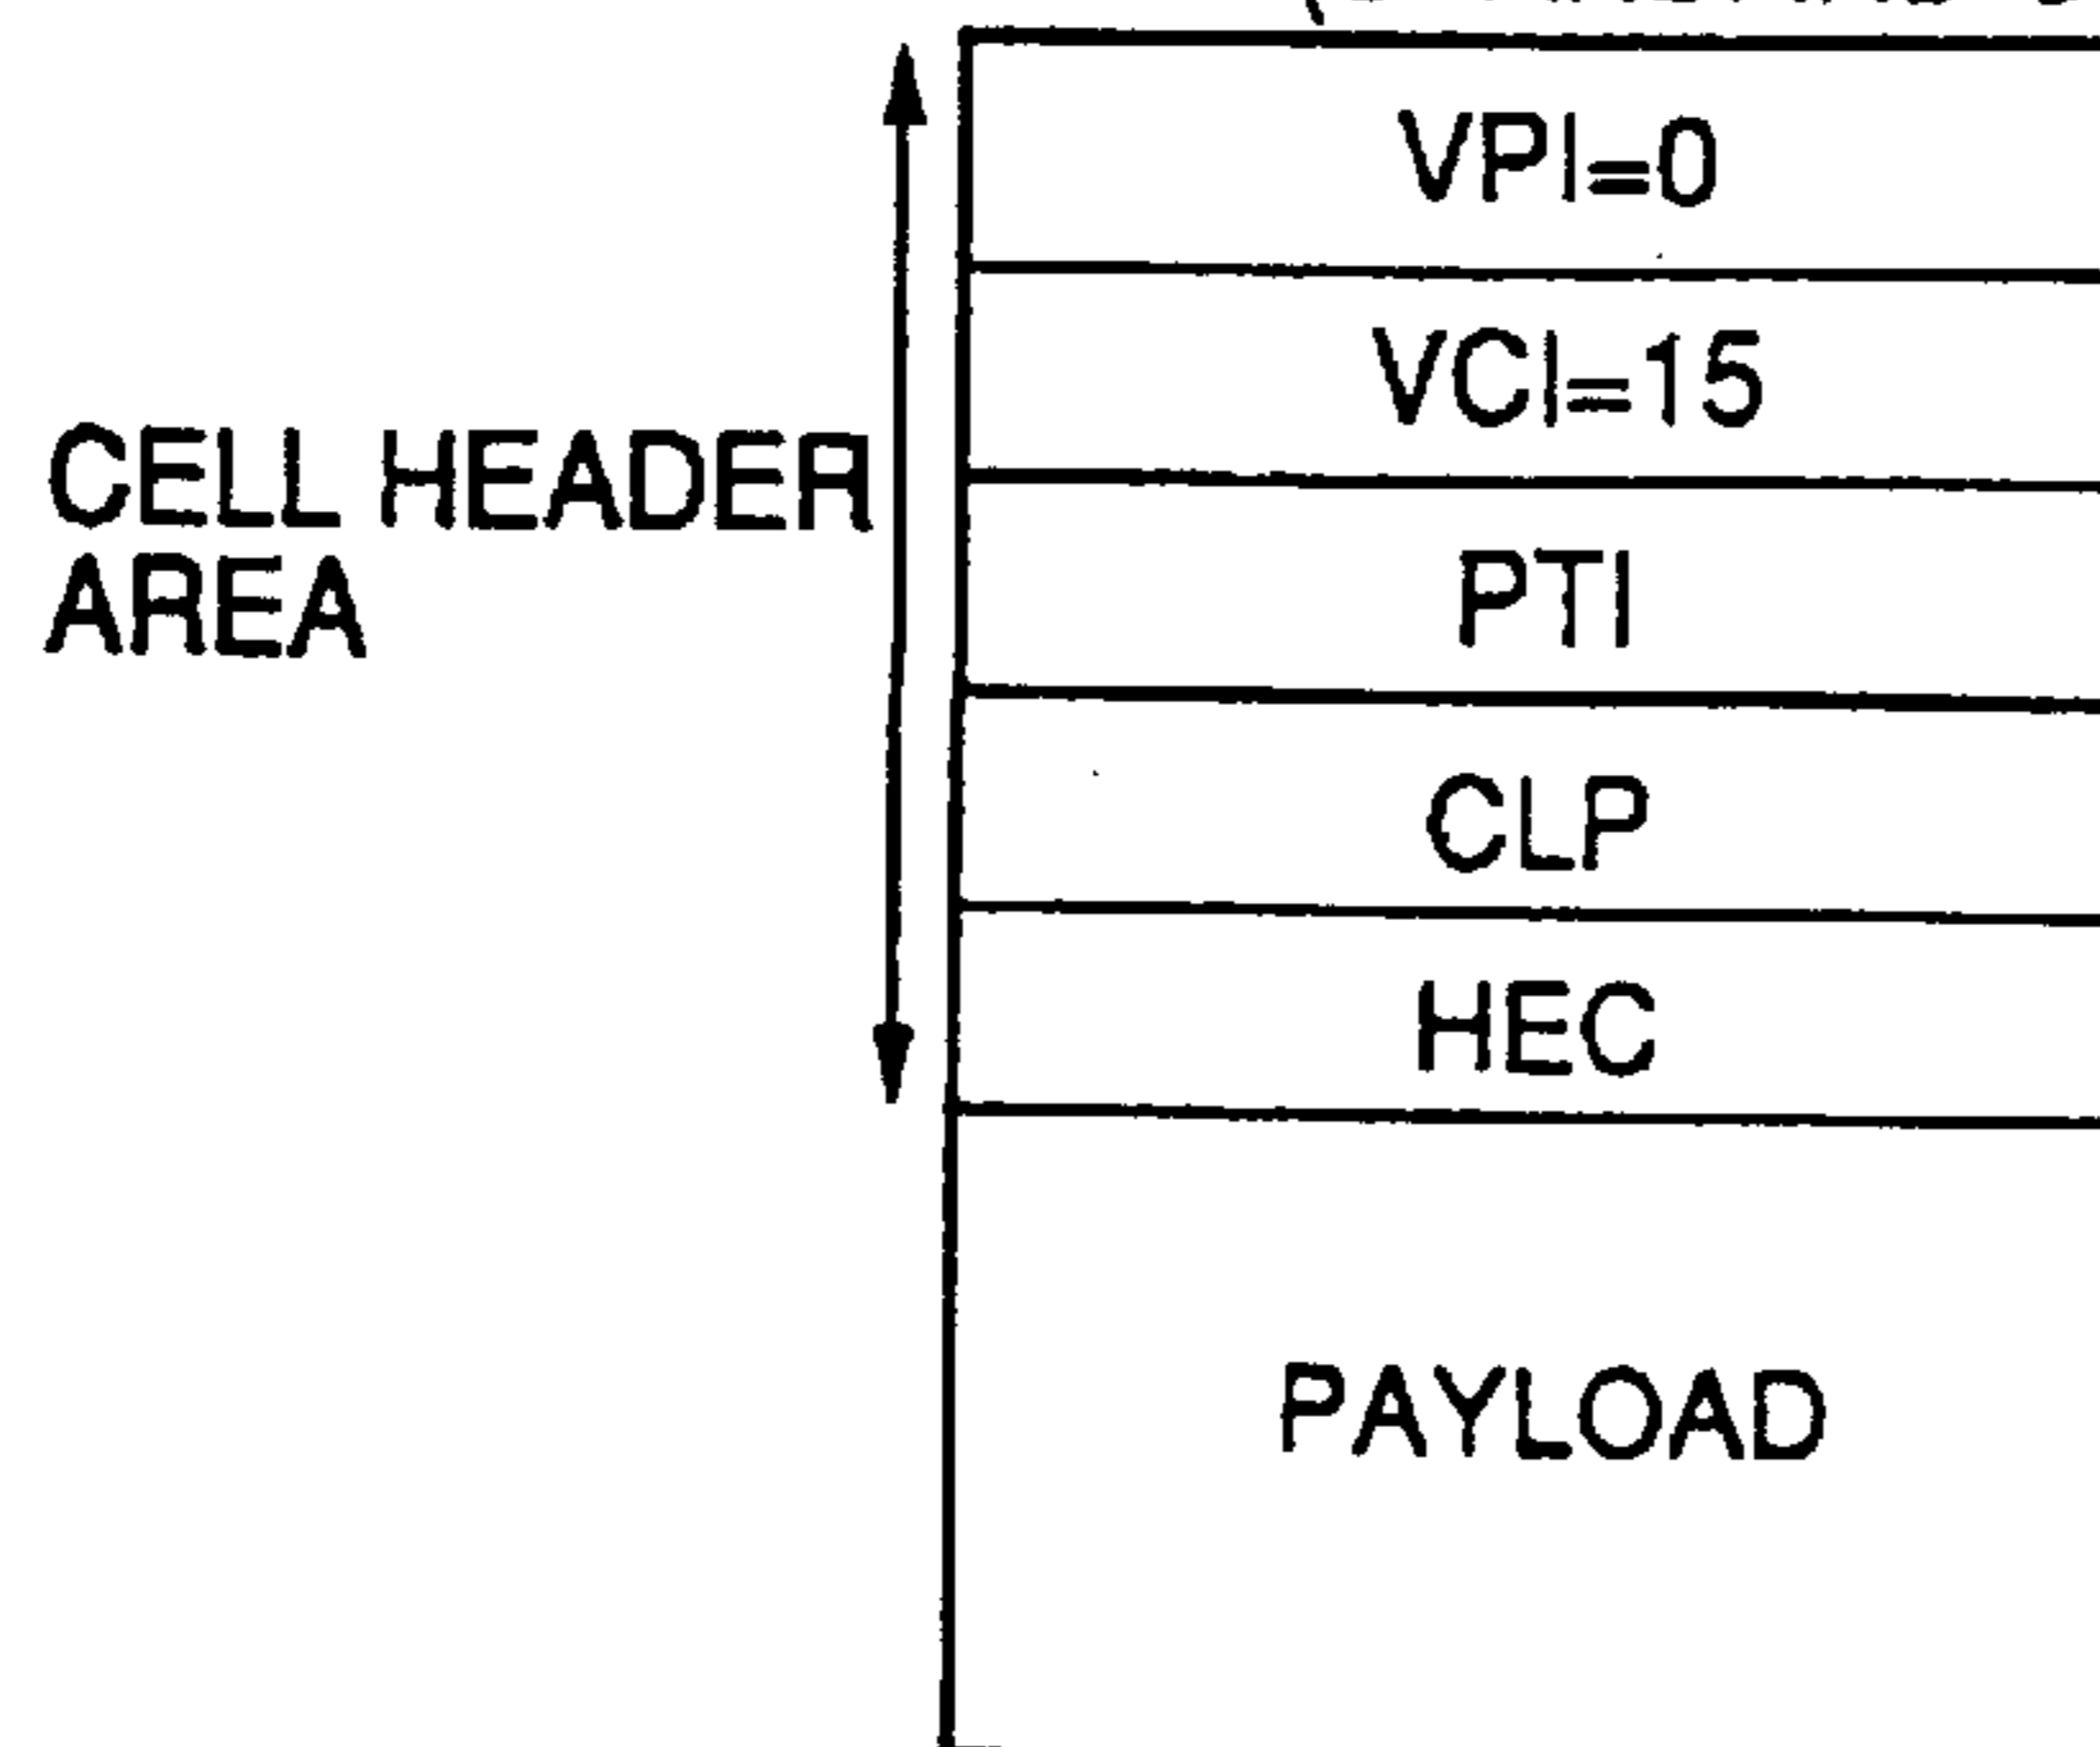 VPI=0
VCI=15
CELL HEADER
AREA
PTI
CLP
HEC
PAYLOAD